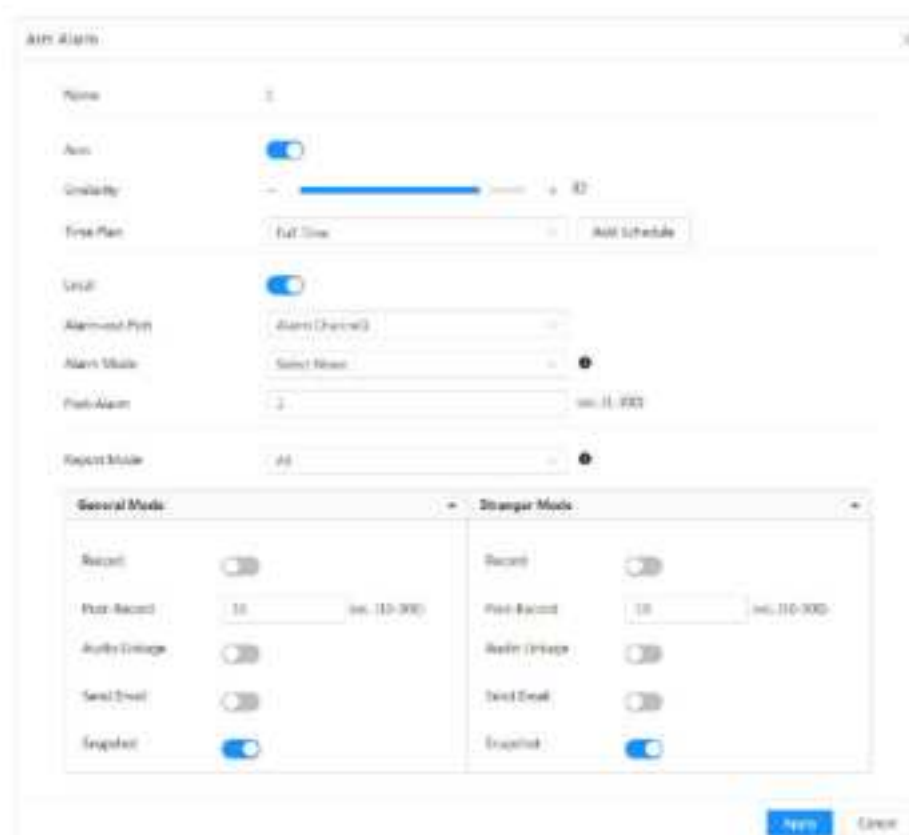 Arm Alarm
Name
Arm
Similarity - + 82
Time Plan Full Time Add Schedule
Local
Alarm-out Port Alarm Channel1
Alarm Mode
Post-Alarm sec. (1-300)
Report Mode All
General Mode Stranger Mode
Record Record
Post-Record 10 sec. (10-300) Post-Record 10 sec. (10-300)
Audio Linkage Audio Linkage
Send Email Send Email
Snapshot Snapshot
Apply Cancel